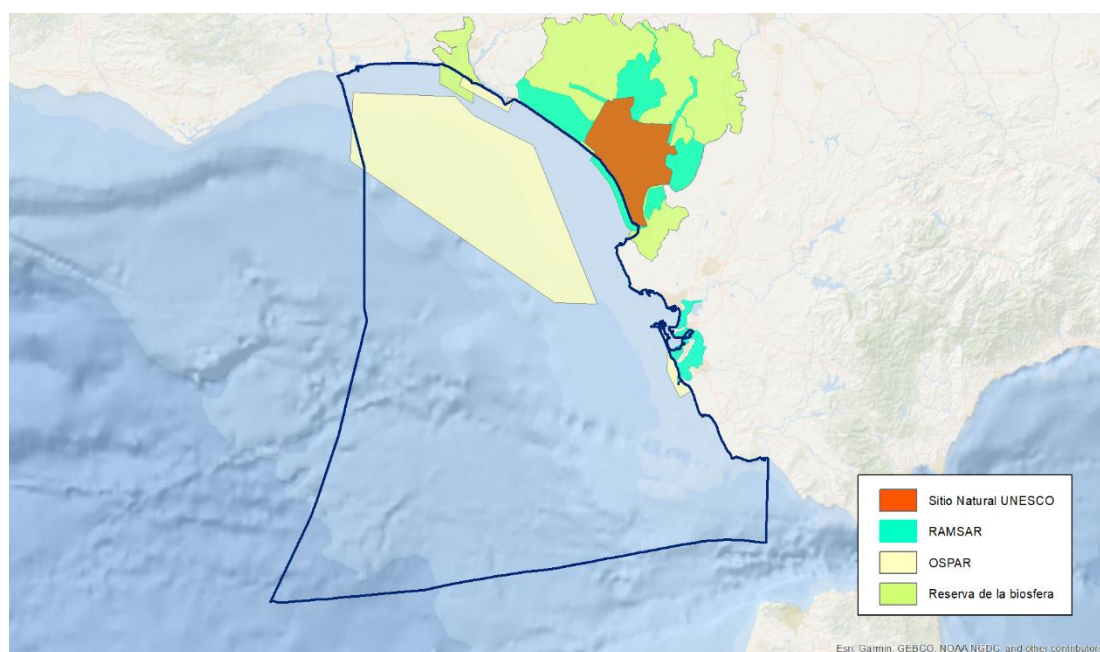 Sitio Natural UNESCO
RAMSAR
OSPAR
Reserva de la biosfera
Esri, Garmin, GEBCO, NOAA NGDC, and other contributors